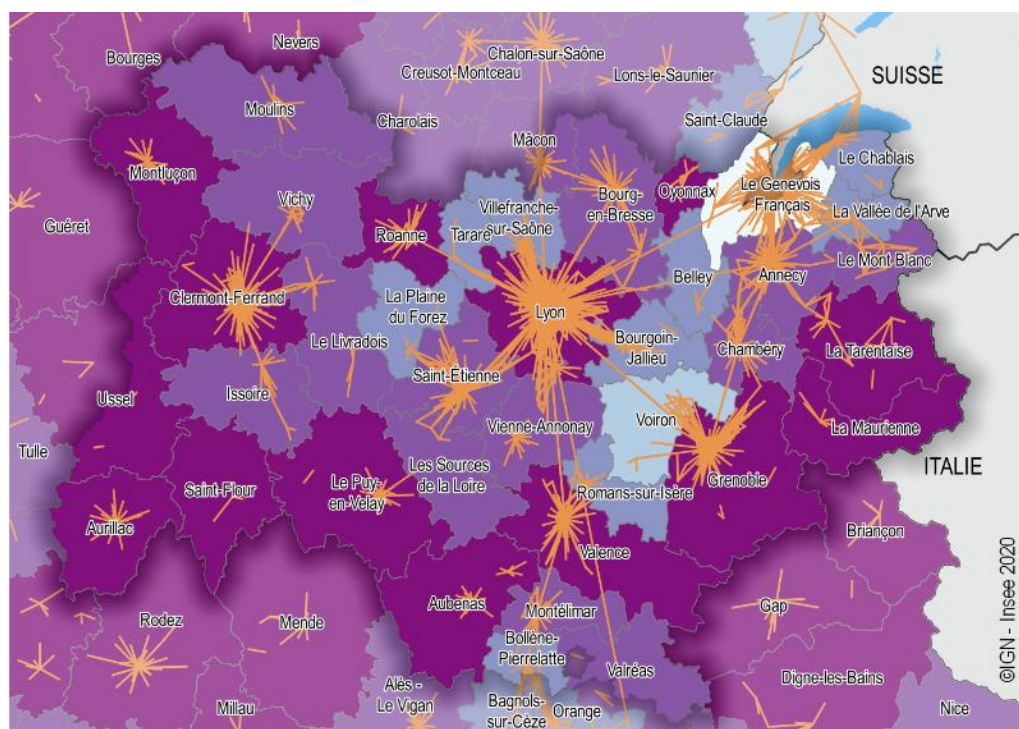 Bourges
Nevers
Chalon-sur-Saône
Creusot-Montceau
Lons-le-Saunier
SUISSE
Moulins
Charolais
Saint-Claude
Mâcon
Le Chablais
Montluçon
Oyonnax
Le Genevois
Français
Vichy
Bourg-
en-Bresse
Villefranche-
sur-Saône
La Vallée de l'Arve
Guéret
Roanne
Tarare
Le Mont Blanc
Annecy
Belley
Clermont-Ferrand
La Plaine
du Forez
Lyon
Bourgoin-
Jallieu
Le Livradois
Chambéry
La Tarentaise
Saint-Étienne
Issoire
Ussel
Voiron
Vienne-Annonay
La Maurienne
Tulle
ITALIE
Les Sources
de la Loire
Le Puy-
en-Velay
Saint-Flour
Grenoble
Romans-sur-Isère
Aurillac
Briançon
Valence
Aubenas
Montélimar
Gap
Rodez
Mende
Bollène-
Pierrelatte
Valréas
Digne-les-Bains
Alès -
Le Vigan
Bagnols-
sur-Cèze
Orange
Millau
Nice
©IGN - Insee 2020